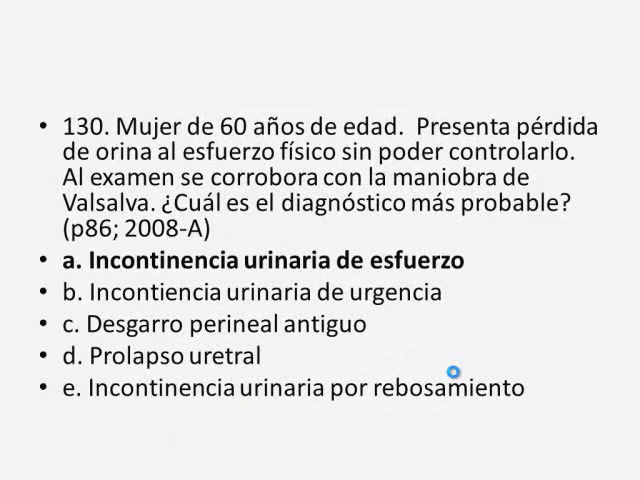 • 130. Mujer de 60 años de edad.  Presenta pérdida
de orina al esfuerzo físico sin poder controlarlo.
Al examen se corrobora con la maniobra de
Valsalva. ¿Cuál es el diagnóstico más probable?
(p86; 2008-A)
• a. Incontinencia urinaria de esfuerzo
• b. Incontiencia urinaria de urgencia
• c. Desgarro perineal antiguo
• d. Prolapso uretral
• e. Incontinencia urinaria por rebosamiento